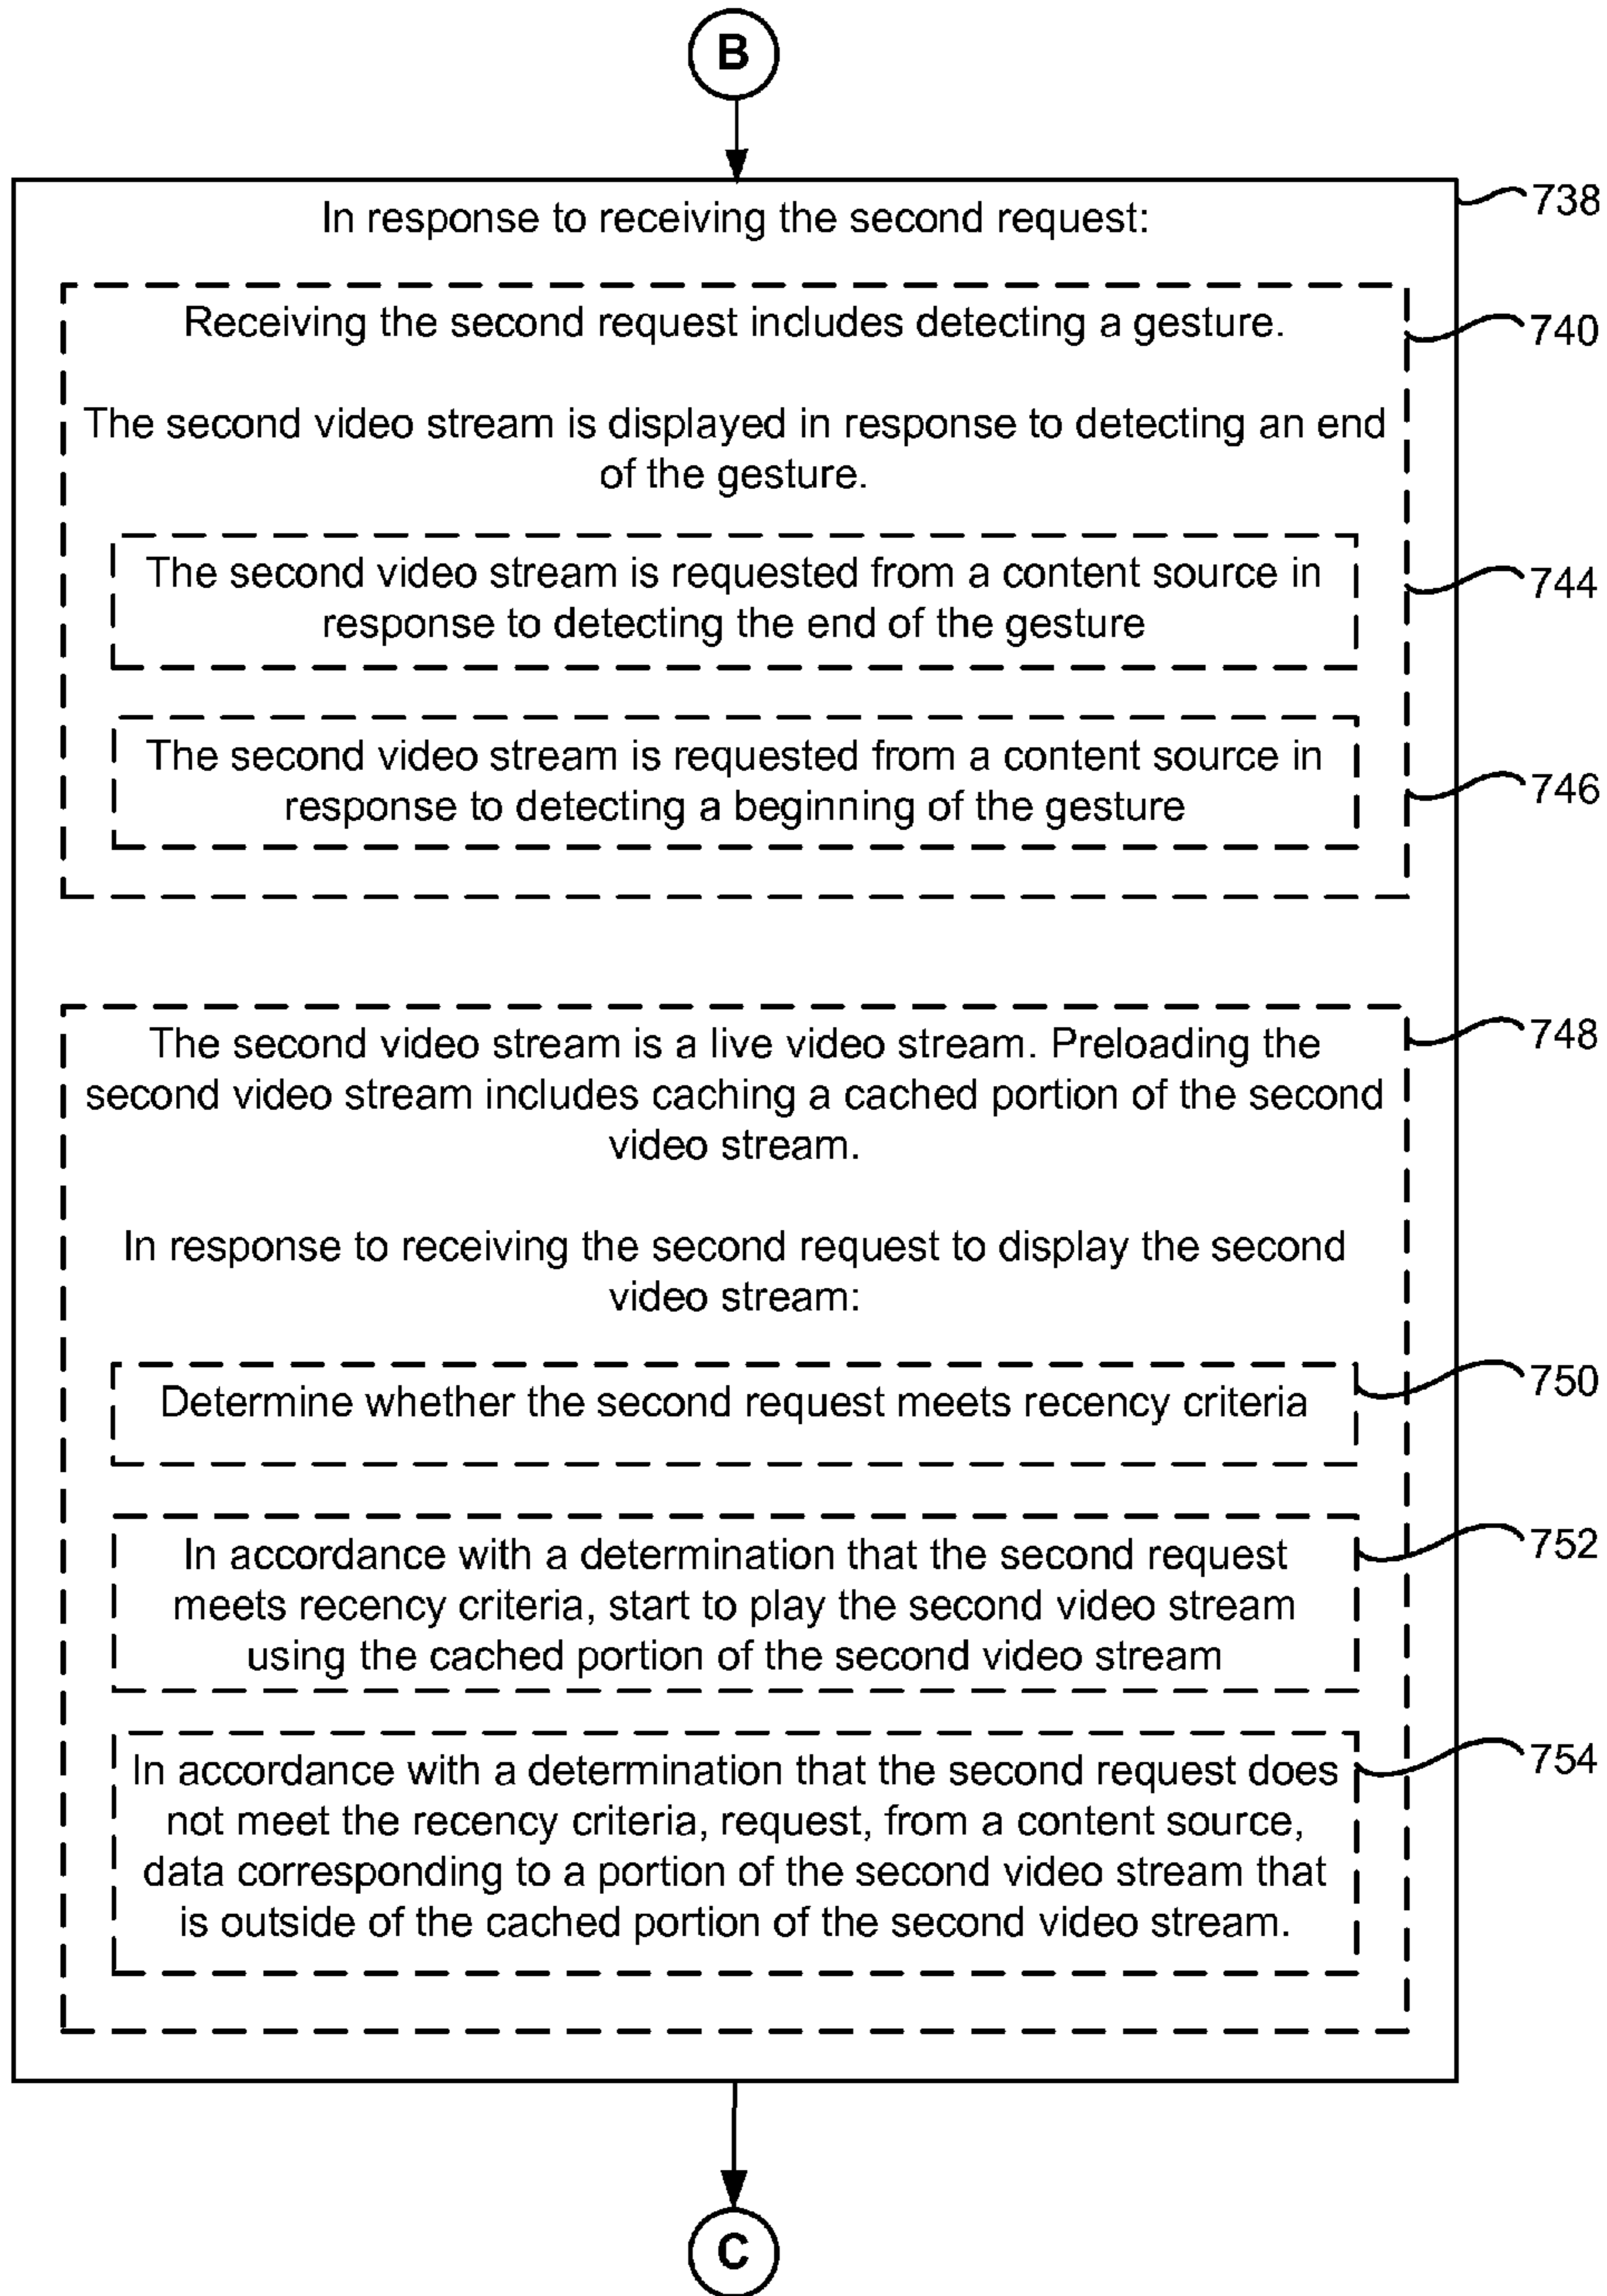 B
In response to receiving the second request:
738
Receiving the second request includes detecting a gesture.
740
The second video stream is displayed in response to detecting an end
of the gesture.
The second video stream is requested from a content source in
response to detecting the end of the gesture
744
The second video stream is requested from a content source in
response to detecting a beginning of the gesture
746
The second video stream is a live video stream. Preloading the
second video stream includes caching a cached portion of the second
video stream.
748
In response to receiving the second request to display the second
video stream:
Determine whether the second request meets recency criteria
750
In accordance with a determination that the second request
meets recency criteria, start to play the second video stream
using the cached portion of the second video stream
752
In accordance with a determination that the second request does
not meet the recency criteria, request, from a content source,
data corresponding to a portion of the second video stream that
is outside of the cached portion of the second video stream.
754
C